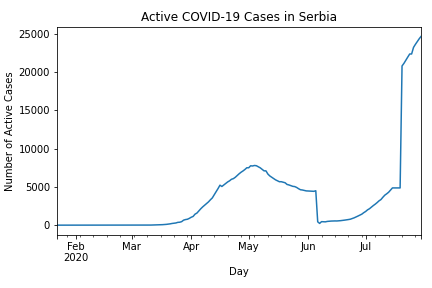 Active COVID-19 Cases in Serbia
25000
20000
15000
10000
5000
0
Number of Active Cases
Feb Mar Apr May Jun Jul
2020
Day